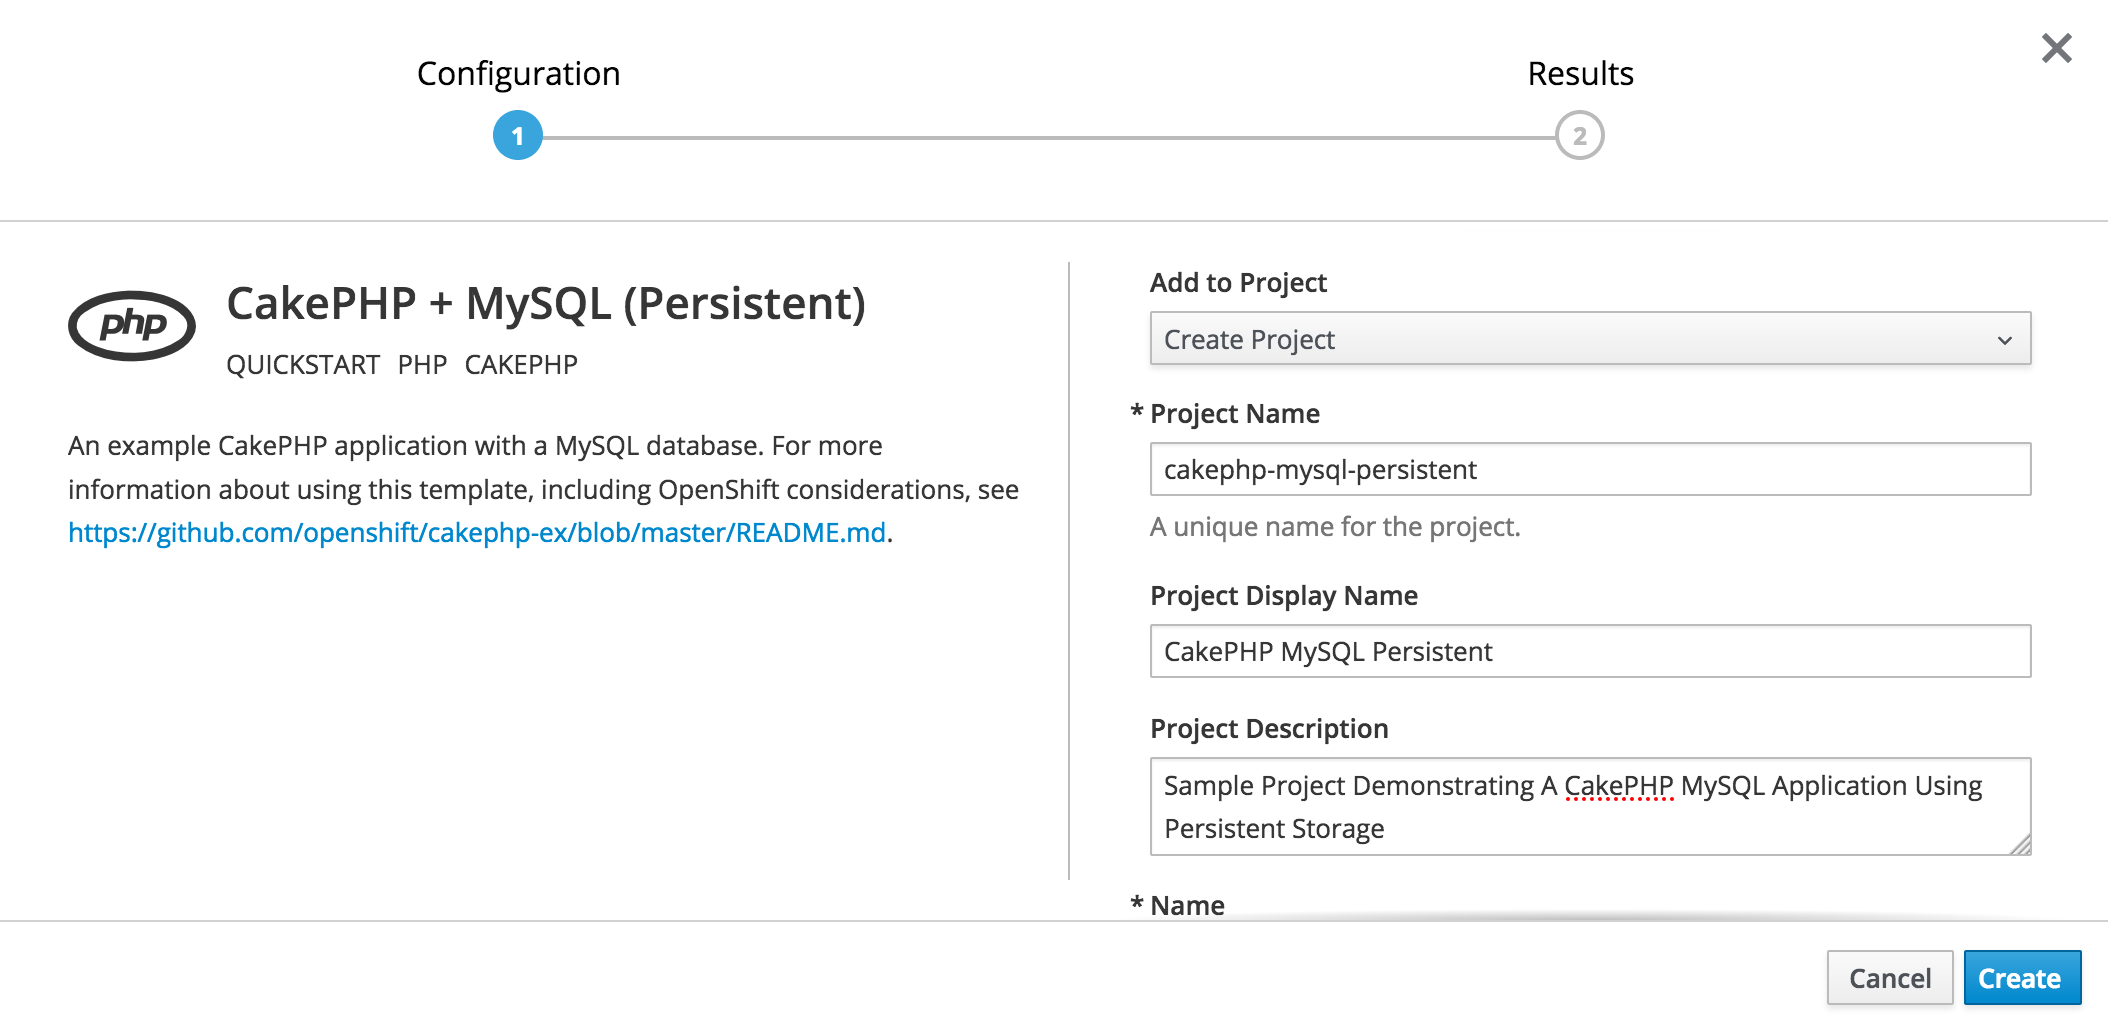 Configuration
Results
1
2
php
CakePHP + MySQL (Persistent)
QUICKSTART PHP CAKEPHP
An example CakePHP application with a MySQL database. For more
information about using this template, including OpenShift considerations, see
https://github.com/openshift/cakephp-ex/blob/master/README.md.
Add to Project
Create Project
* Project Name
cakephp-mysql-persistent
A unique name for the project.
Project Display Name
CakePHP MySQL Persistent
Project Description
Sample Project Demonstrating A CakePHP MySQL Application Using
Persistent Storage
* Name
Cancel
Create